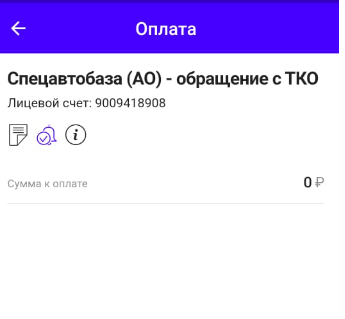 Оплата
Спецавтобаза (АО) - обращение с ТКО
Лицевой счет: 9009418908
Сумма к оплате 0 ₽